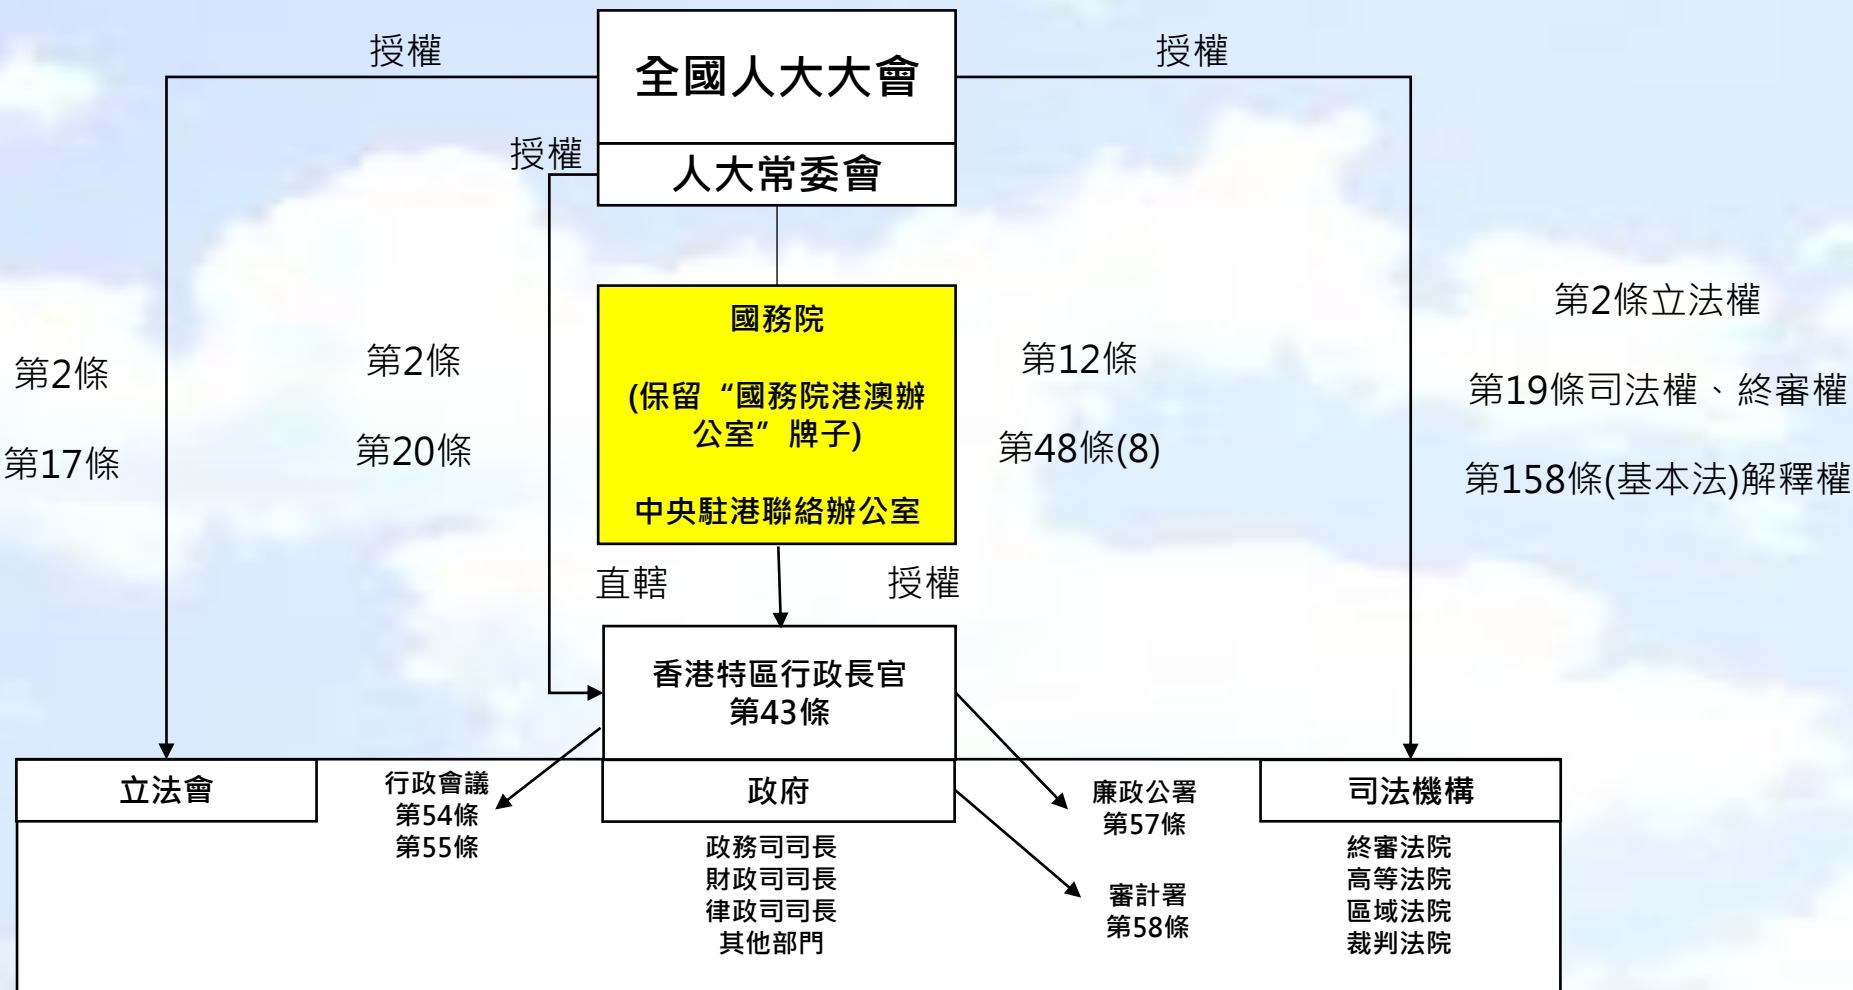 授權
全國人大大會
授權
授權
人大常委會
第2條
第17條
第2條
第20條
國務院
(保留“國務院港澳辦
公室”牌子)
中央駐港聯絡辦公室
第12條
第48條(8)
第2條立法權
第19條司法權、終審權
第158條(基本法)解釋權
直轄
授權
香港特區行政長官
第43條
立法會
行政會議
第54條
第55條
政府
政務司司長
財政司司長
律政司司長
其他部門
廉政公署
第57條
審計署
第58條
司法機構
終審法院
高等法院
區域法院
裁判法院